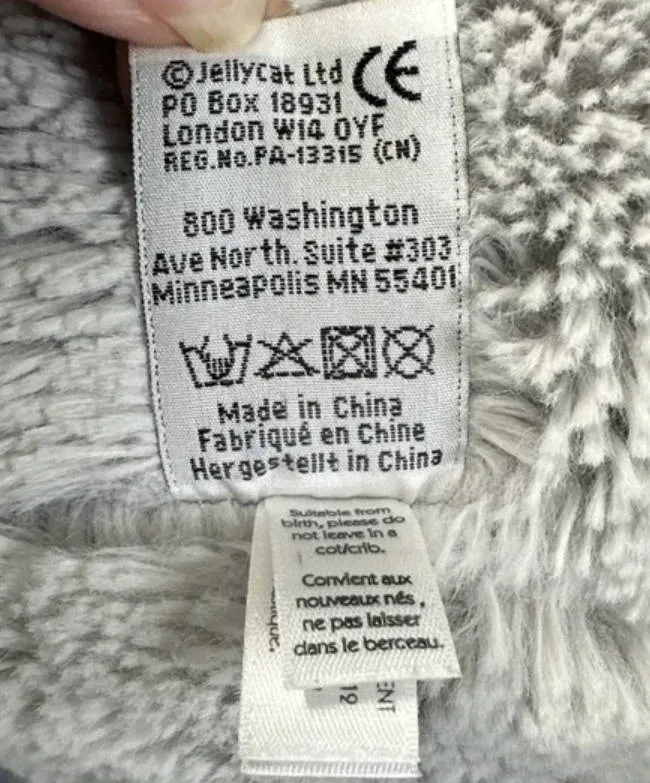 ©Jellycat Ltd CE
PO Box 18931
London W14 0YF
REG.No.PA-13315 (CN)
800 Washington
Ave North. Suite #303
Minneapolis MN 55401
Made in China
Fabriqué en Chine
Hergestellt in China
Suitable from
birth, please do
not leave in a
cot/crib.
Convient aux
nouveaux nés,
ne pas laisser
dans le berceau.
ENT
19